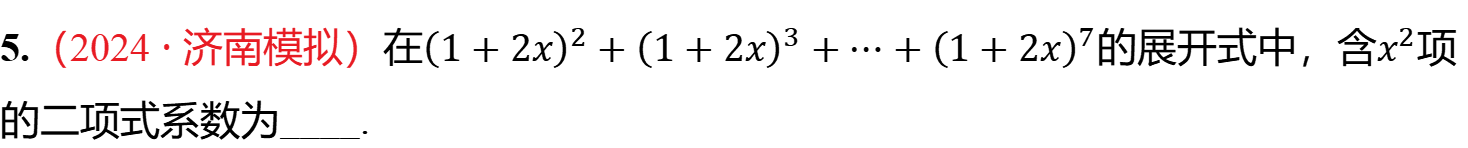 5.（2024·济南模拟）在(1 + 2𝑥)² + (1 + 2𝑥)³ + ⋯ + (1 + 2𝑥)⁷的展开式中，含𝑥²项
的二项式系数为____.